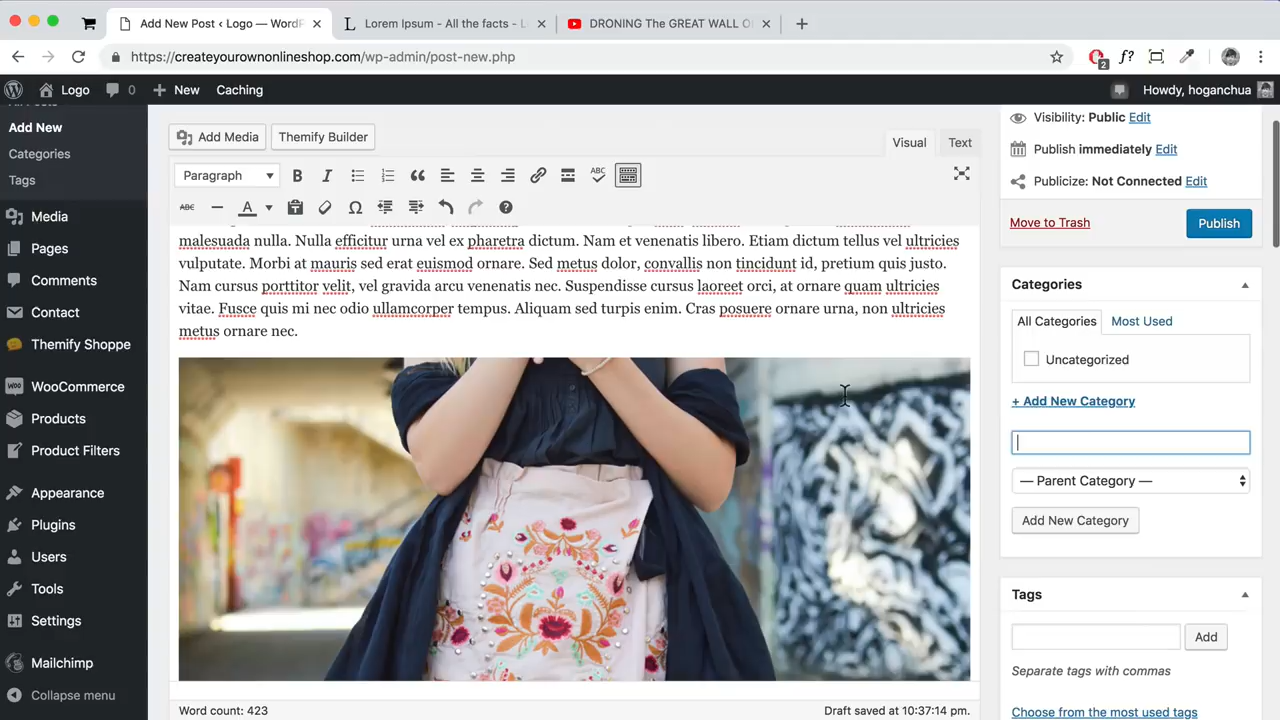 Add New Post ‹ Logo — WordP
Lorem Ipsum - All the facts - L
DRONING The GREAT WALL O
https://createyourownonlineshop.com/wp-admin/post-new.php
2
f?
Logo
0
New
Caching
Howdy, hoganchua
Add New
Categories
Tags
Media
Pages
Comments
Contact
Themify Shoppe
WooCommerce
Products
Product Filters
Appearance
Plugins
Users
Tools
Settings
Mailchimp
Collapse menu
Add Media
Themify Builder
Visual
Text
Paragraph
B
I
ABC
ABC
A
malesuada nulla. Nulla efficitur urna vel ex pharetra dictum. Nam et venenatis libero. Etiam dictum tellus vel ultricies
vulputate. Morbi at mauris sed erat euismod ornare. Sed metus dolor, convallis non tincidunt id, pretium quis justo.
Nam cursus porttitor velit, vel gravida arcu venenatis nec. Suspendisse cursus laoreet orci, at ornare quam ultricies
vitae. Fusce quis mi nec odio ullamcorper tempus. Aliquam sed turpis enim. Cras posuere ornare urna, non ultricies
metus ornare nec.
Word count: 423
Draft saved at 10:37:14 pm.
Visibility: Public Edit
Publish immediately Edit
Publicize: Not Connected Edit
Move to Trash
Publish
Categories
All Categories
Most Used
Uncategorized
+ Add New Category
— Parent Category —
Add New Category
Tags
Add
Separate tags with commas
Choose from the most used tags